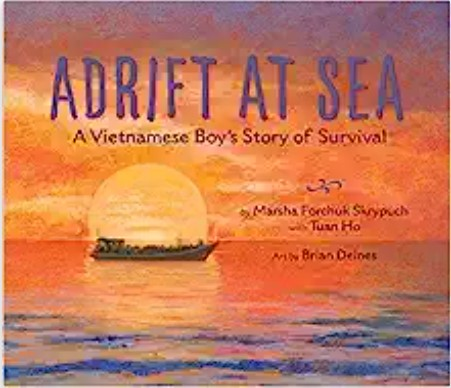 ADRIFT AT SEA
A Vietnamese Boy's Story of Survival
by Marsha Forchuk Skrypuch
with Tuan Ho
Art by Brian Deines